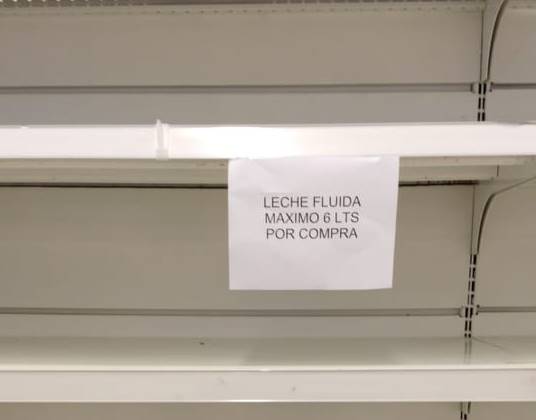 LECHE FLUIDA
MAXIMO 6 LTS
POR COMPRA